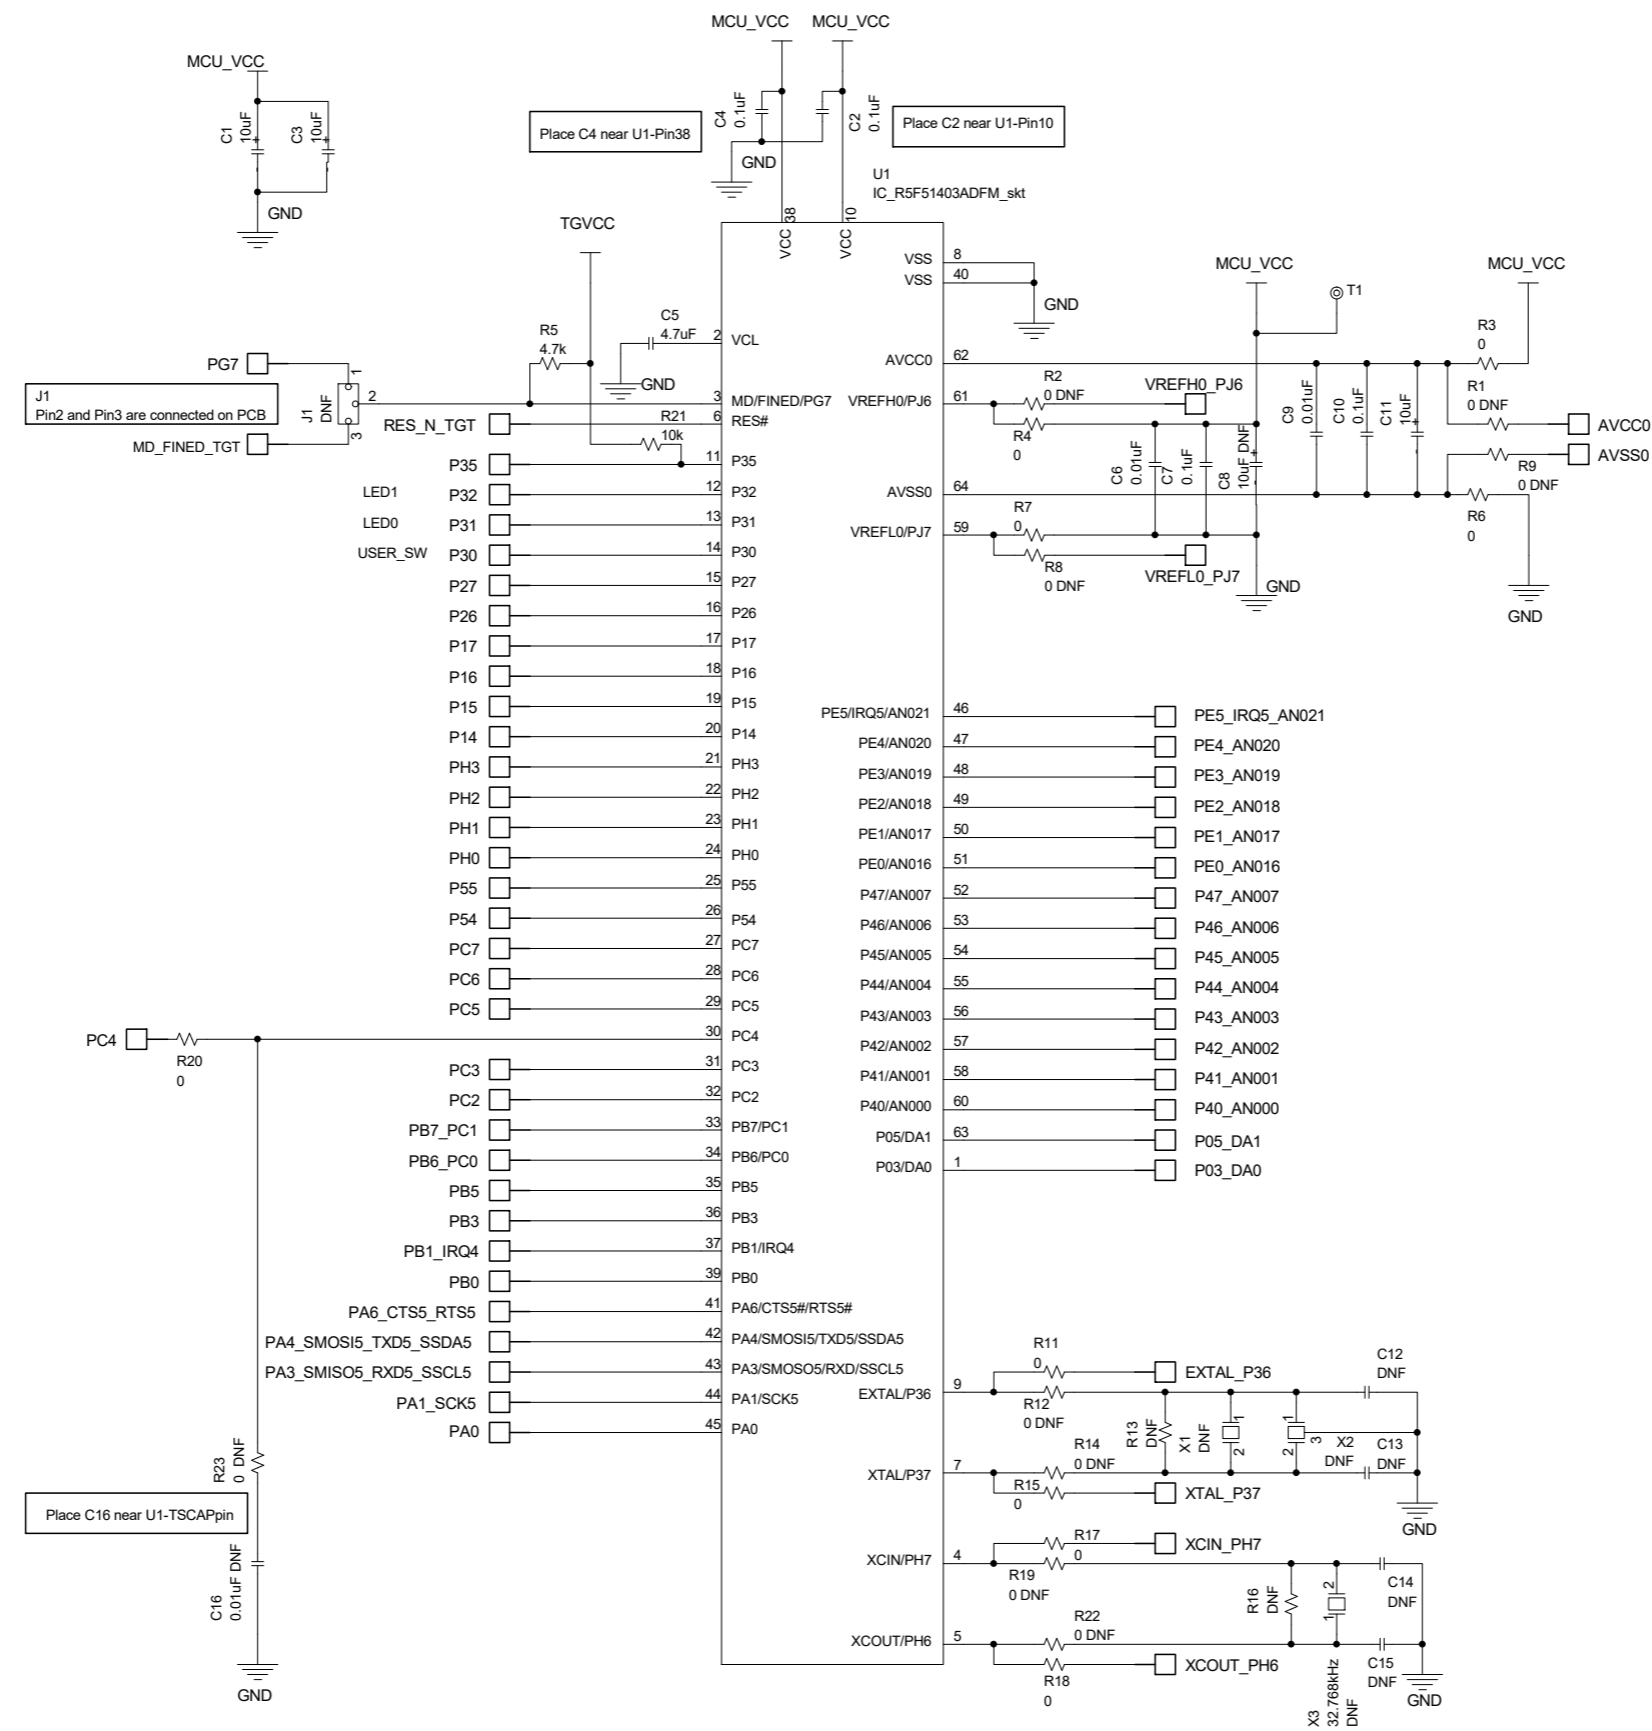 MCU_VCC MCU_VCC
MCU_VCC
C1
10uF
+
C3
10uF
+
GND
Place C4 near U1-Pin38
C4
0.1uF
C2
0.1uF
Place C2 near U1-Pin10
GND
U1
IC_R5F51403ADFM_skt
TGVCC
38
VCC
10
VCC
VSS 8
VSS 40
GND
MCU_VCC
T1
MCU_VCC
R5
4.7k
C5
4.7uF
GND
2 VCL
PG7
J1
Pin2 and Pin3 are connected on PCB
J1
DNF
1
2
3
MD_FINED_TGT
3 MD/FINED/PG7
RES_N_TGT 6 RES#
R21
10k
P35 11 P35
LED1 P32 12 P32
LED0 P31 13 P31
USER_SW P30 14 P30
P27 15 P27
P26 16 P26
P17 17 P17
P16 18 P16
P15 19 P15
P14 20 P14
PH3 21 PH3
PH2 22 PH2
PH1 23 PH1
PH0 24 PH0
P55 25 P55
P54 26 P54
PC7 27 PC7
PC6 28 PC6
PC5 29 PC5
PC4 30 PC4
R20
0
PC3 31 PC3
PC2 32 PC2
PB7_PC1 33 PB7/PC1
PB6_PC0 34 PB6/PC0
PB5 35 PB5
PB3 36 PB3
PB1_IRQ4 37 PB1/IRQ4
PB0 39 PB0
PA6_CTS5_RTS5 41 PA6/CTS5#/RTS5#
PA4_SMOSI5_TXD5_SSDA5 42 PA4/SMOSI5/TXD5/SSDA5
PA3_SMISO5_RXD5_SSCL5 43 PA3/SMOSO5/RXD/SSCL5
PA1_SCK5 44 PA1/SCK5
PA0 45 PA0
R23
0 DNF
Place C16 near U1-TSCAPpin
C16
0.01uF DNF
GND
AVCC0 62
R3
0
R1
0 DNF
AVCC0
VREFH0/PJ6 61
R2
0 DNF
VREFH0_PJ6
R4
0
C6
0.01uF
C7
0.1uF
C8
10uF DNF
+
C9
0.01uF
C10
0.1uF
C11
10uF
+
AVSS0
R9
0 DNF
AVSS0 64
R6
0
GND
VREFL0/PJ7 59
R7
0
R8
0 DNF
VREFL0_PJ7
GND
PE5/IRQ5/AN021 46 PE5_IRQ5_AN021
PE4/AN020 47 PE4_AN020
PE3/AN019 48 PE3_AN019
PE2/AN018 49 PE2_AN018
PE1/AN017 50 PE1_AN017
PE0/AN016 51 PE0_AN016
P47/AN007 52 P47_AN007
P46/AN006 53 P46_AN006
P45/AN005 54 P45_AN005
P44/AN004 55 P44_AN004
P43/AN003 56 P43_AN003
P42/AN002 57 P42_AN002
P41/AN001 58 P41_AN001
P40/AN000 60 P40_AN000
P05/DA1 63 P05_DA1
P03/DA0 1 P03_DA0
EXTAL/P36 9
R11
0
EXTAL_P36
R12
0 DNF
R13
DNF
X1
DNF
1
2
1
2
3
X2
DNF
C12
DNF
C13
DNF
GND
XTAL/P37 7
R14
0 DNF
R15
0
XTAL_P37
XCIN/PH7 4
R17
0
XCIN_PH7
R19
0 DNF
R16
DNF
2
1
X3
32.768kHz
DNF
C14
DNF
C15
DNF
GND
XCOUT/PH6 5
R22
0 DNF
R18
0
XCOUT_PH6